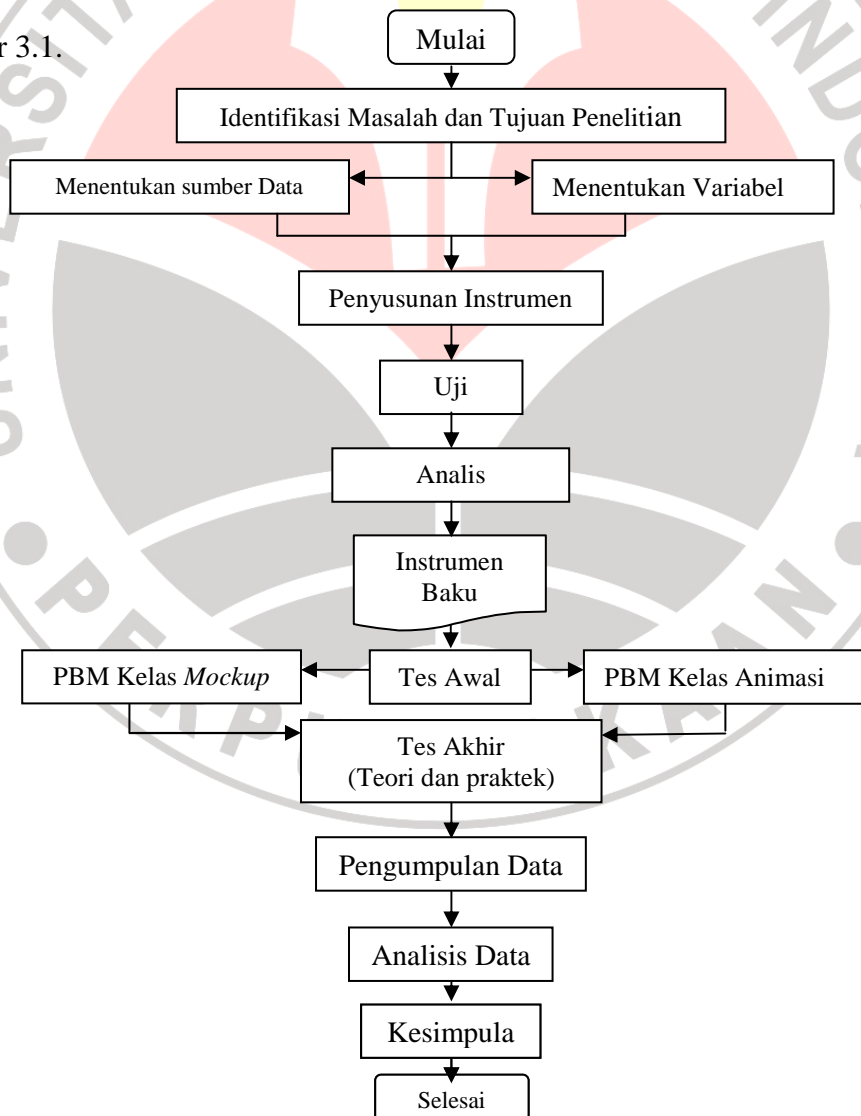 r 3.1.
Mulai
Identifikasi Masalah dan Tujuan Penelitian
Menentukan sumber Data
Menentukan Variabel
Penyusunan Instrumen
Uji
Analis
Instrumen
Baku
PBM Kelas Mockup
Tes Awal
PBM Kelas Animasi
Tes Akhir
(Teori dan praktek)
Pengumpulan Data
Analisis Data
Kesimpula
Selesai